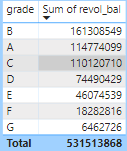 grade Sum of revol_bal
B 161308549
A 114774099
C 110120710
D 74490429
E 46074539
F 18282816
G 6462726
Total 531513868